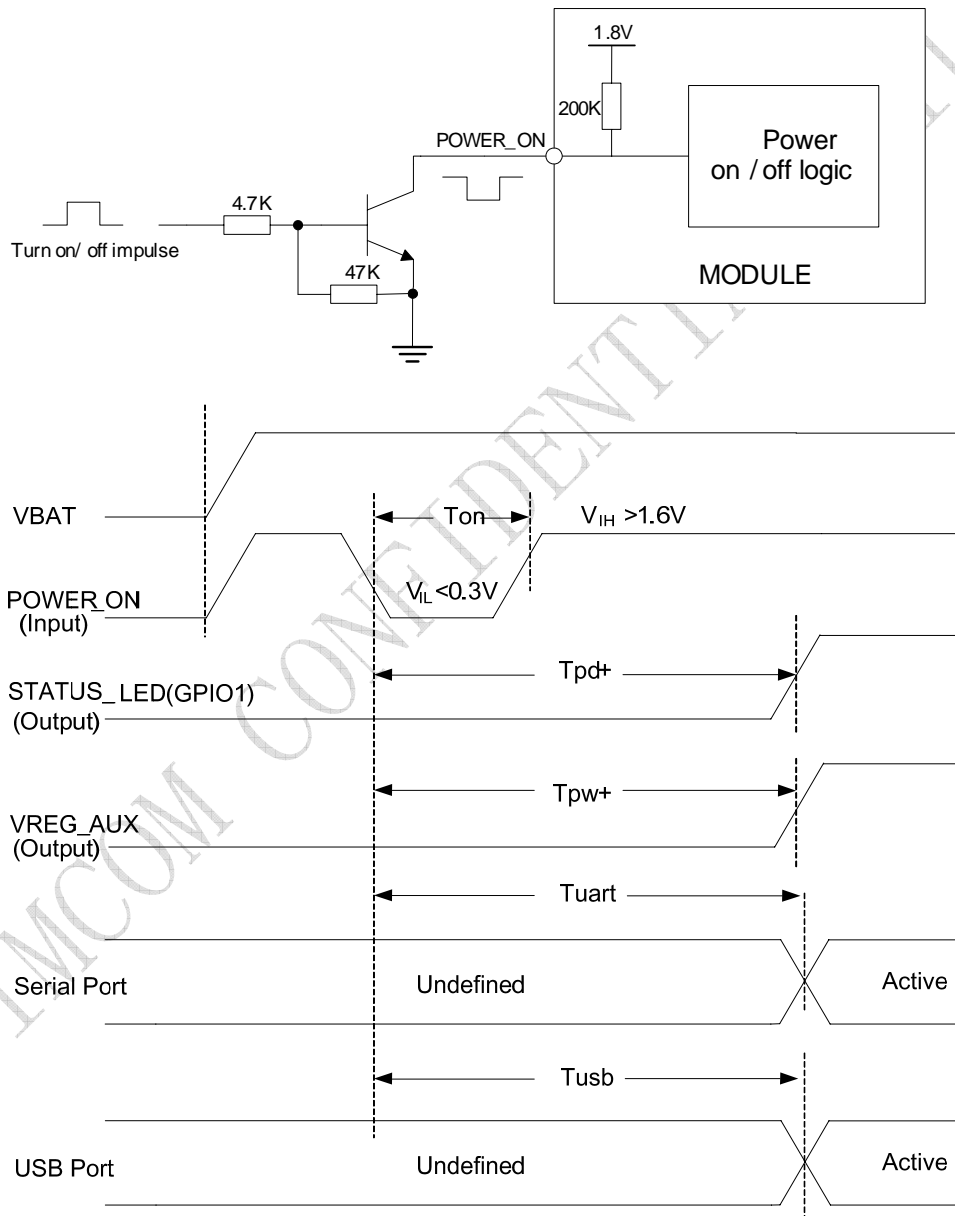 1.8V
200K
POWER_ON
Power
on / off logic
4.7K
Turn on/ off impulse
47K
MODULE
VBAT
Ton
VIH >1.6V
POWER_ON
(Input)
VIL <0.3V
STATUS_LED(GPIO1)
(Output)
Tpd+
Tpw+
VREG_AUX
(Output)
Tuart
Serial Port
Undefined
Active
Tusb
USB Port
Undefined
Active